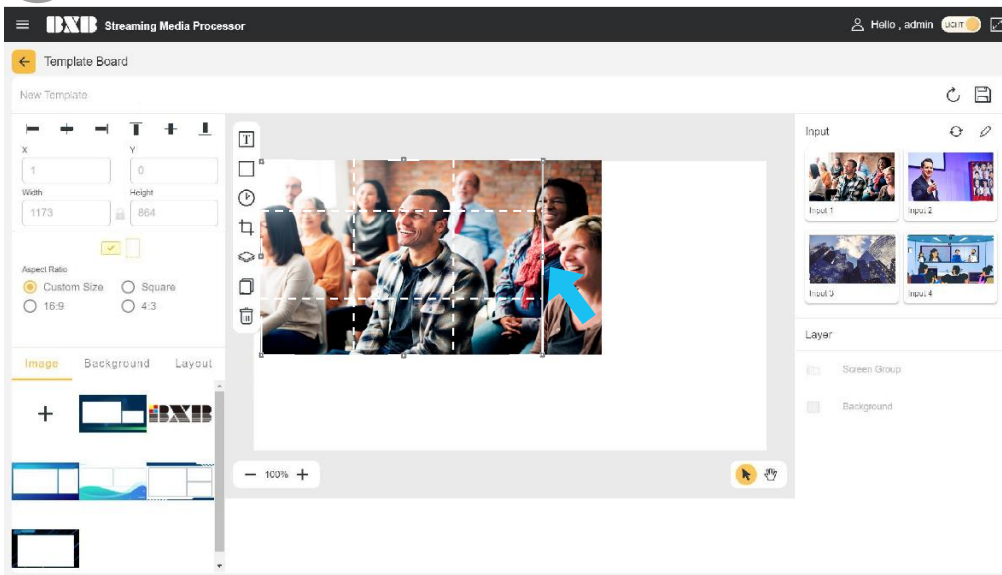 BXB Streaming Media Processor
Hello , admin LIGHT
Template Board
New Template
X Y
1 0
Width Height
1173 864
Aspect Ratio
Custom Size Square
16:9 4:3
Image Background Layout
BXB
T
100%
Input
Input 1 Input 2
Input 3 Input 4
Layer
Screen Group
Background